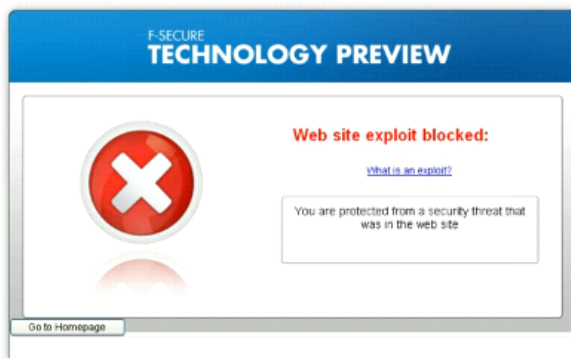 F-SECURE
TECHNOLOGY PREVIEW
Web site exploit blocked:
What is an exploit?
You are protected from a security threat that
was in the web site
Go to Homepage